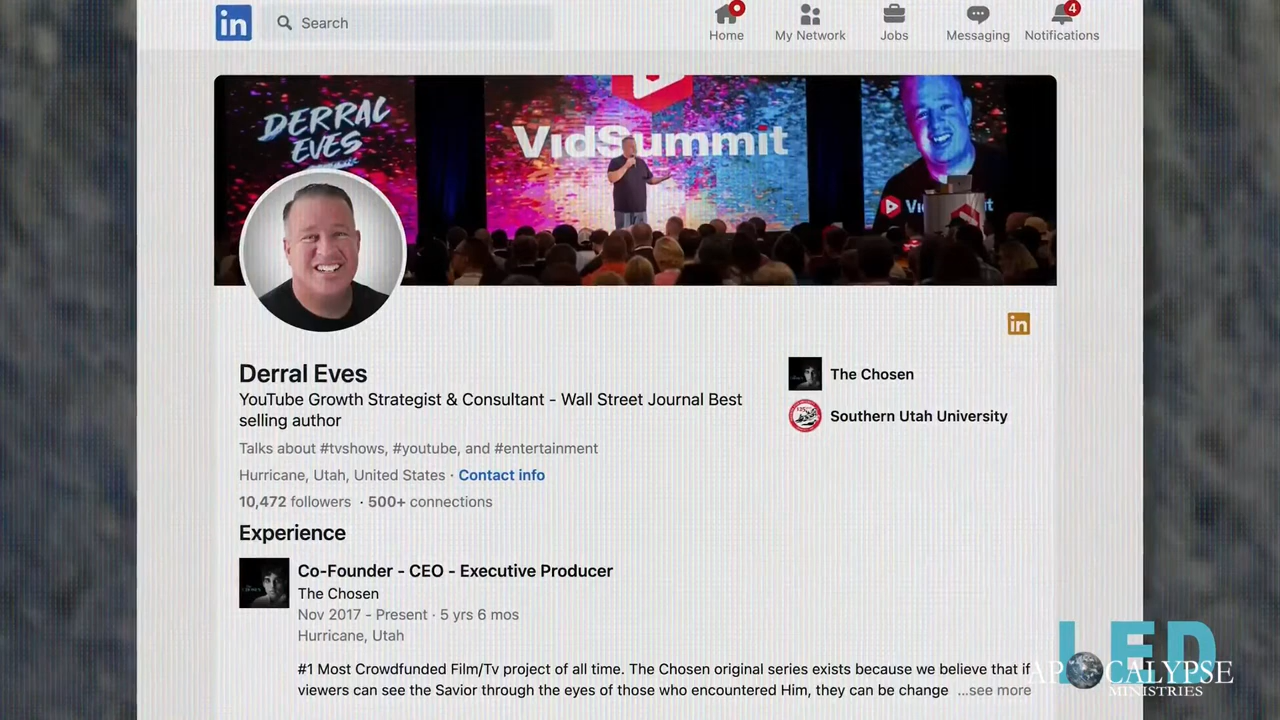 in
Search
Home
My Network
Jobs
Messaging
4
Notifications
DERRAL
EVES
VidSummit
in
Derral Eves
YouTube Growth Strategist & Consultant - Wall Street Journal Best
selling author
Talks about #tvshows, #youtube, and #entertainment
Hurricane, Utah, United States · Contact info
10,472 followers · 500+ connections
The Chosen
Southern Utah University
Experience
Co-Founder - CEO - Executive Producer
The Chosen
Nov 2017 - Present · 5 yrs 6 mos
Hurricane, Utah
#1 Most Crowdfunded Film/Tv project of all time. The Chosen original series exists because we believe that if
viewers can see the Savior through the eyes of those who encountered Him, they can be change ...see more
LED
APOCALYPSE
MINISTRIES